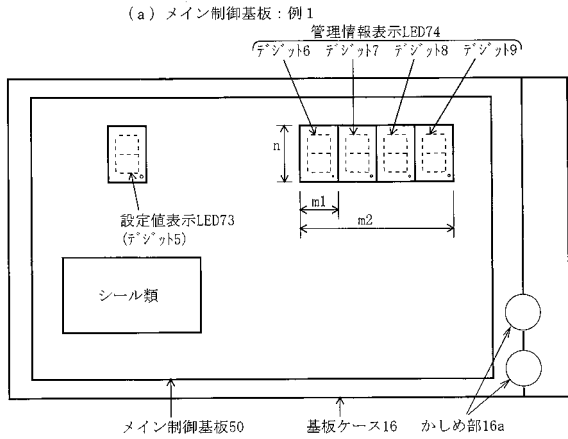 (a) メイン制御基板：例1
管理情報表示LED74
デジット6 デジット7 デジット8 デジット9
n
m1
m2
設定値表示LED73
(デジット5)
シール類
メイン制御基板50 基板ケース16 かしめ部16a